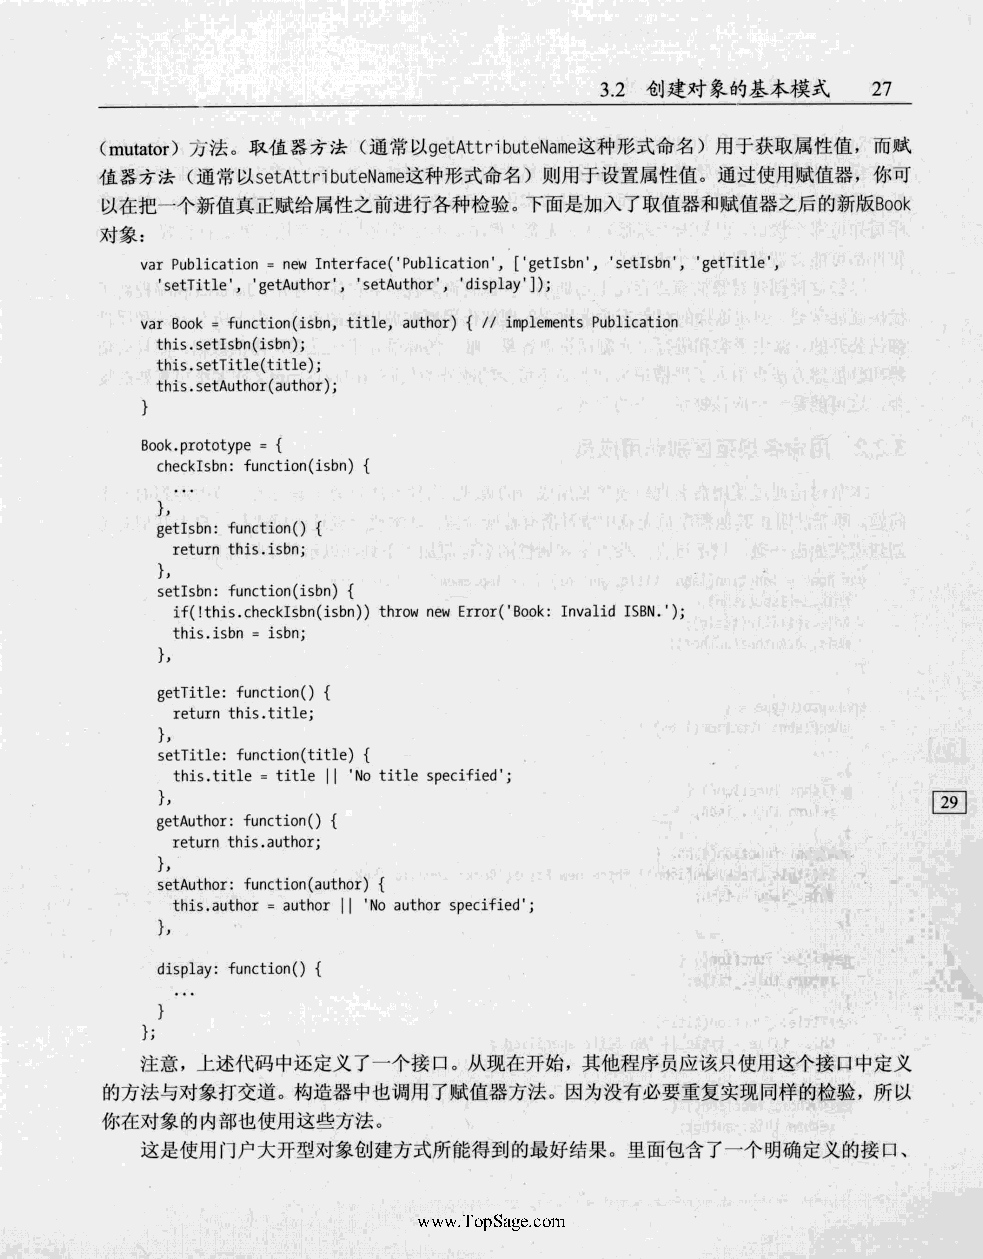 3.2 创建对象的基本模式 27
（mutator）方法。取值器方法（通常以getAttributeName这种形式命名）用于获取属性值，而赋
值器方法（通常以setAttributeName这种形式命名）则用于设置属性值。通过使用赋值器，你可
以在把一个新值真正赋给属性之前进行各种检验。下面是加入了取值器和赋值器之后的新版Book
对象：
var Publication = new Interface('Publication', ['getIsbn', 'setIsbn', 'getTitle',
'setTitle', 'getAuthor', 'setAuthor', 'display']);
var Book = function(isbn, title, author) { // implements Publication
this.setIsbn(isbn);
this.setTitle(title);
this.setAuthor(author);
}
Book.prototype = {
checkIsbn: function(isbn) {
...
},
getIsbn: function() {
return this.isbn;
},
setIsbn: function(isbn) {
if(!this.checkIsbn(isbn)) throw new Error('Book: Invalid ISBN.');
this.isbn = isbn;
},
getTitle: function() {
return this.title;
},
setTitle: function(title) {
this.title = title || 'No title specified';
},
29
getAuthor: function() {
return this.author;
},
setAuthor: function(author) {
this.author = author || 'No author specified';
},
display: function() {
...
}
};
注意，上述代码中还定义了一个接口。从现在开始，其他程序员应该只使用这个接口中定义
的方法与对象打交道。构造器中也调用了赋值器方法。因为没有必要重复实现同样的检验，所以
你在对象的内部也使用这些方法。
这是使用门户大开型对象创建方式所能得到的最好结果。里面包含了一个明确定义的接口、
www.TopSage.com